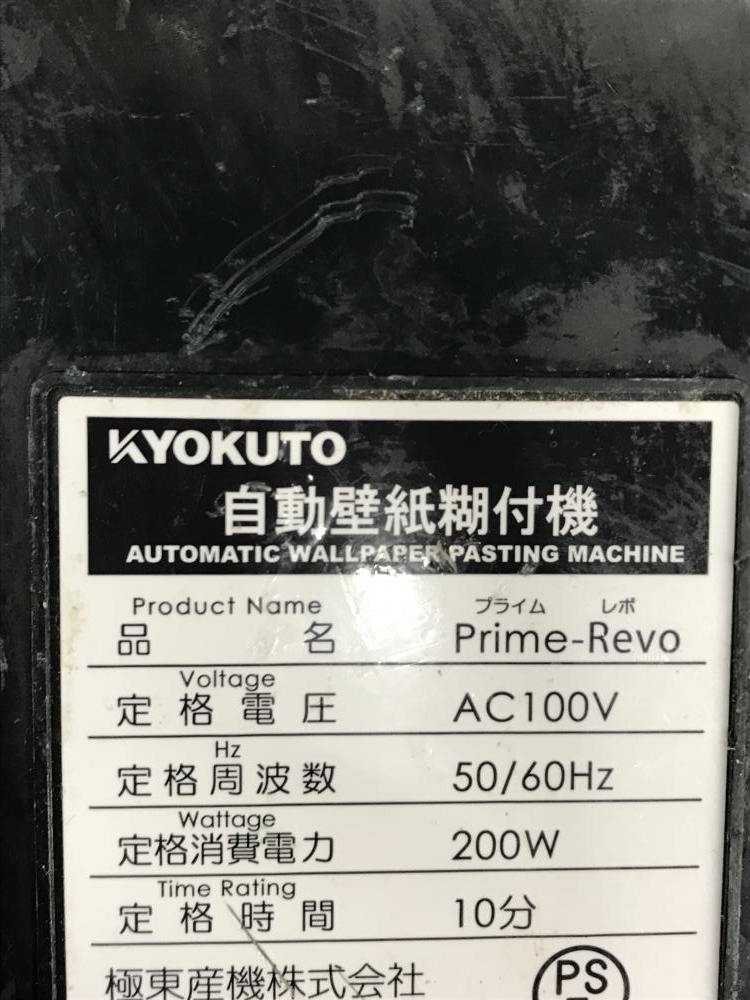 KYOKUTO
自動壁紙糊付機
AUTOMATIC WALLPAPER PASTING MACHINE
Product Name プライム レボ
品名 Prime-Revo
Voltage
定格電圧 AC100V
Hz
定格周波数 50/60Hz
Wattage
定格消費電力 200W
Time Rating
定格時間 10分
極東産機株式会社 PS